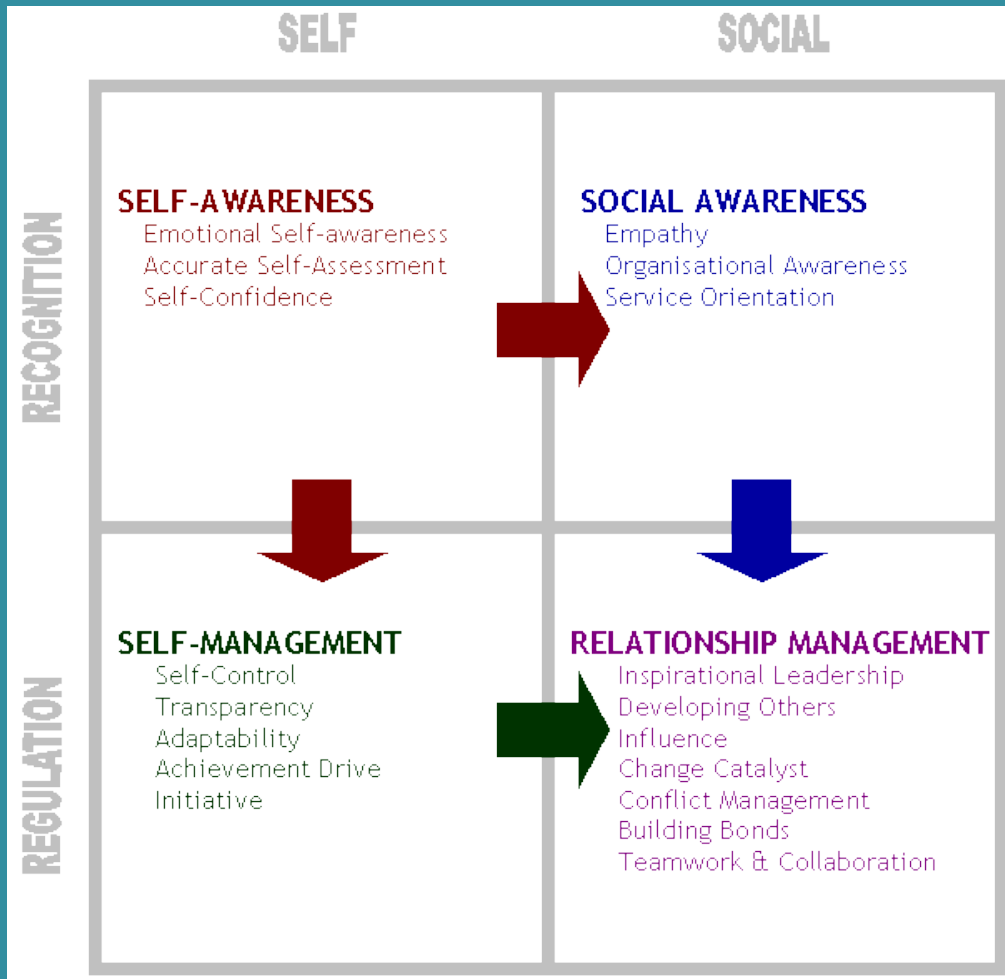 SELF
SOCIAL
RECOGNITION
SELF-AWARENESS
Emotional Self-awareness
Accurate Self-Assessment
Self-Confidence
SOCIAL AWARENESS
Empathy
Organisational Awareness
Service Orientation
REGULATION
SELF-MANAGEMENT
Self-Control
Transparency
Adaptability
Achievement Drive
Initiative
RELATIONSHIP MANAGEMENT
Inspirational Leadership
Developing Others
Influence
Change Catalyst
Conflict Management
Building Bonds
Teamwork & Collaboration